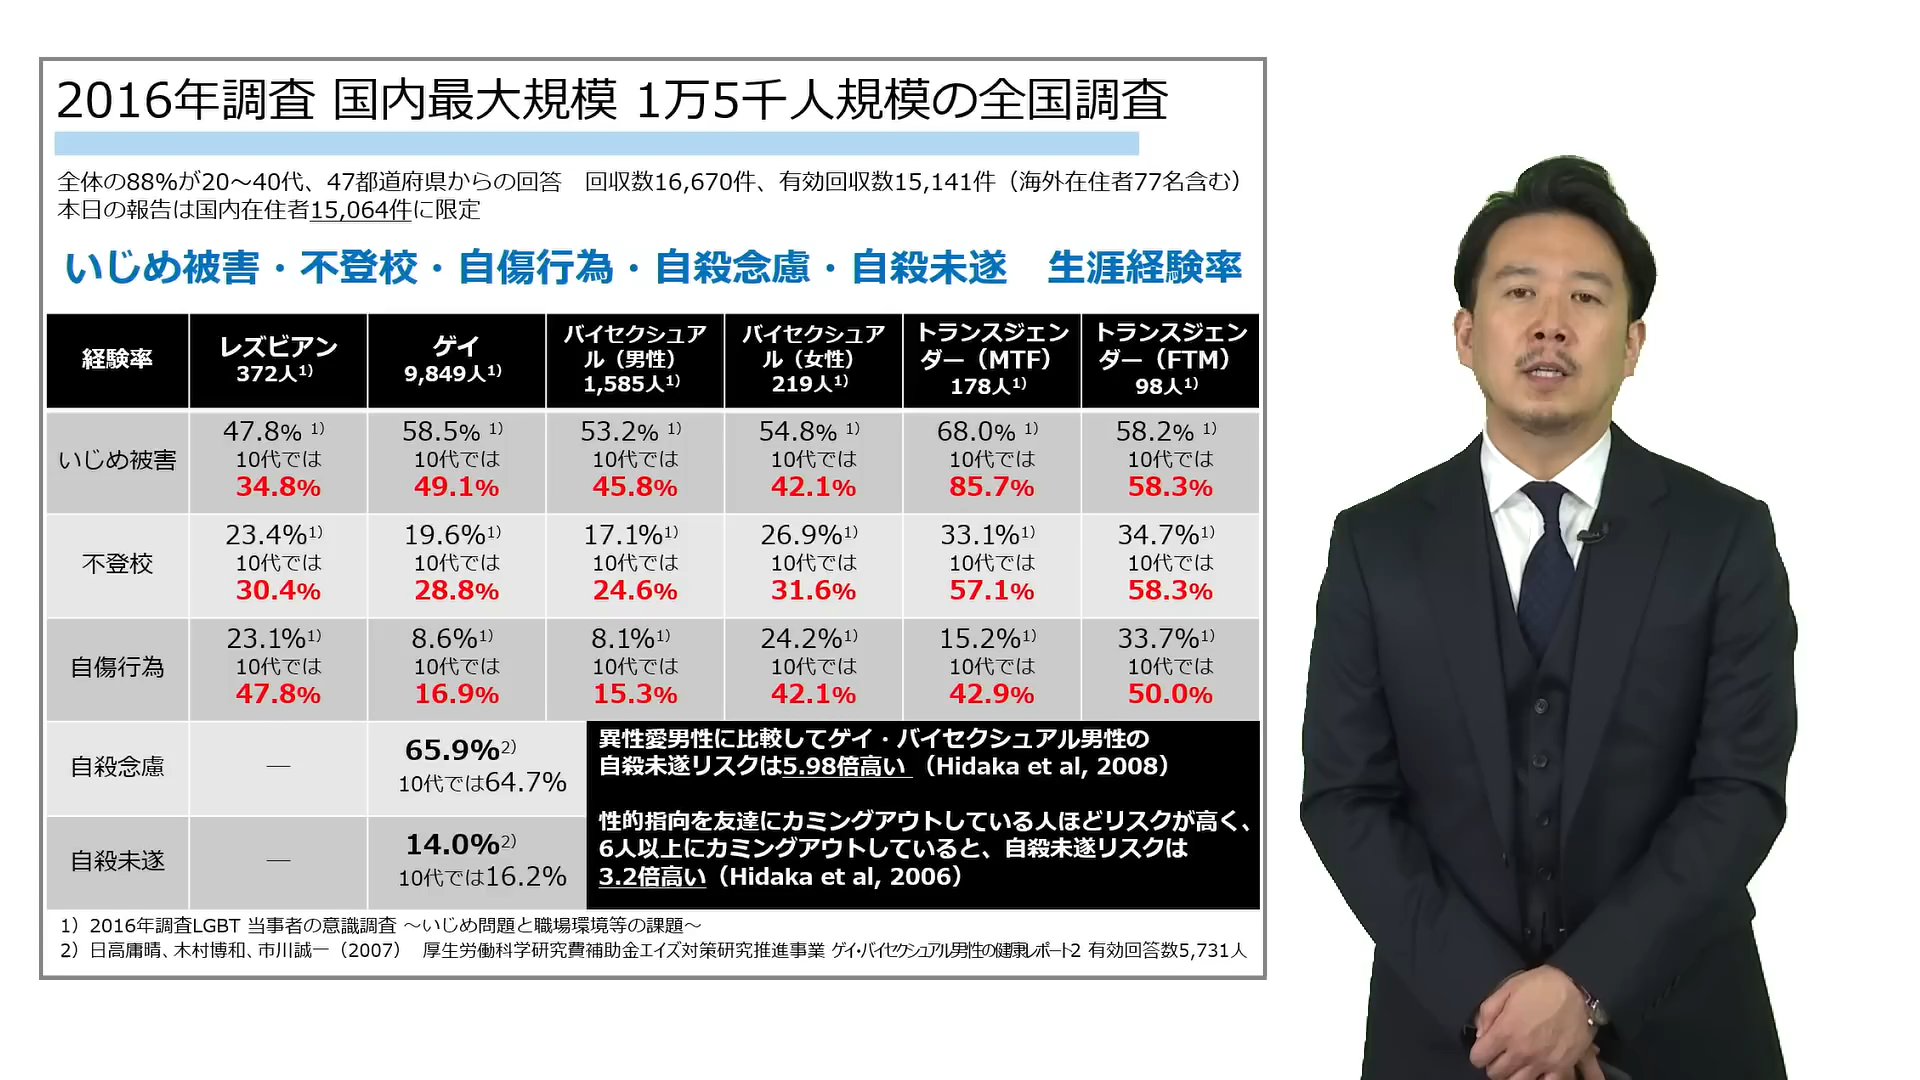 2016年調査 国内最大規模 1万5千人規模の全国調査
全体の88%が20～40代、47都道府県からの回答　回収数16,670件、有効回収数15,141件（海外在住者77名含む）
本日の報告は国内在住者15,064件に限定
いじめ被害・不登校・自傷行為・自殺念慮・自殺未遂　生涯経験率
経験率
レズビアン
372人1)
ゲイ
9,849人1)
バイセクシュア
ル（男性）
1,585人1)
バイセクシュア
ル（女性）
219人1)
トランスジェン
ダー（MTF）
178人1)
トランスジェン
ダー（FTM）
98人1)
いじめ被害
47.8% 1)
10代では
34.8%
58.5% 1)
10代では
49.1%
53.2% 1)
10代では
45.8%
54.8% 1)
10代では
42.1%
68.0% 1)
10代では
85.7%
58.2% 1)
10代では
58.3%
不登校
23.4%1)
10代では
30.4%
19.6%1)
10代では
28.8%
17.1%1)
10代では
24.6%
26.9%1)
10代では
31.6%
33.1%1)
10代では
57.1%
34.7%1)
10代では
58.3%
自傷行為
23.1%1)
10代では
47.8%
8.6%1)
10代では
16.9%
8.1%1)
10代では
15.3%
24.2%1)
10代では
42.1%
15.2%1)
10代では
42.9%
33.7%1)
10代では
50.0%
自殺念慮
—
65.9%2)
10代では64.7%
自殺未遂
—
14.0%2)
10代では16.2%
異性愛男性に比較してゲイ・バイセクシュアル男性の
自殺未遂リスクは5.98倍高い （Hidaka et al, 2008）
性的指向を友達にカミングアウトしている人ほどリスクが高く、
6人以上にカミングアウトしていると、自殺未遂リスクは
3.2倍高い（Hidaka et al, 2006）
1）2016年調査LGBT 当事者の意識調査 ～いじめ問題と職場環境等の課題～
2）日高庸晴、木村博和、市川誠一（2007）　厚生労働科学研究費補助金エイズ対策研究推進事業 ゲイ・バイセクシュアル男性の健康レポート2 有効回答数5,731人